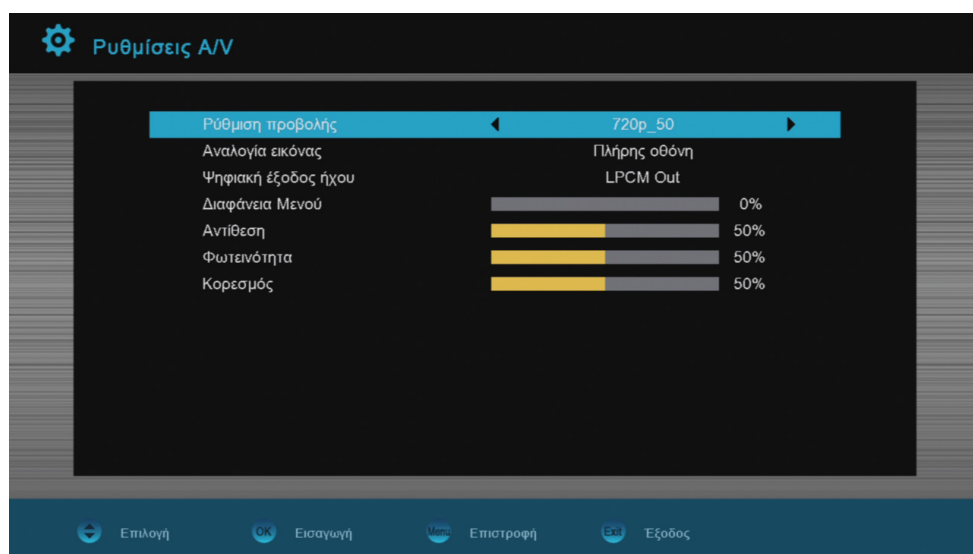 Ρυθμίσεις A/V
Ρύθμιση προβολής 720p_50
Αναλογία εικόνας Πλήρης οθόνη
Ψηφιακή έξοδος ήχου LPCM Out
Διαφάνεια Μενού 0%
Αντίθεση 50%
Φωτεινότητα 50%
Κορεσμός 50%
Επιλογή OK Εισαγωγή Menu Επιστροφή Exit Έξοδος